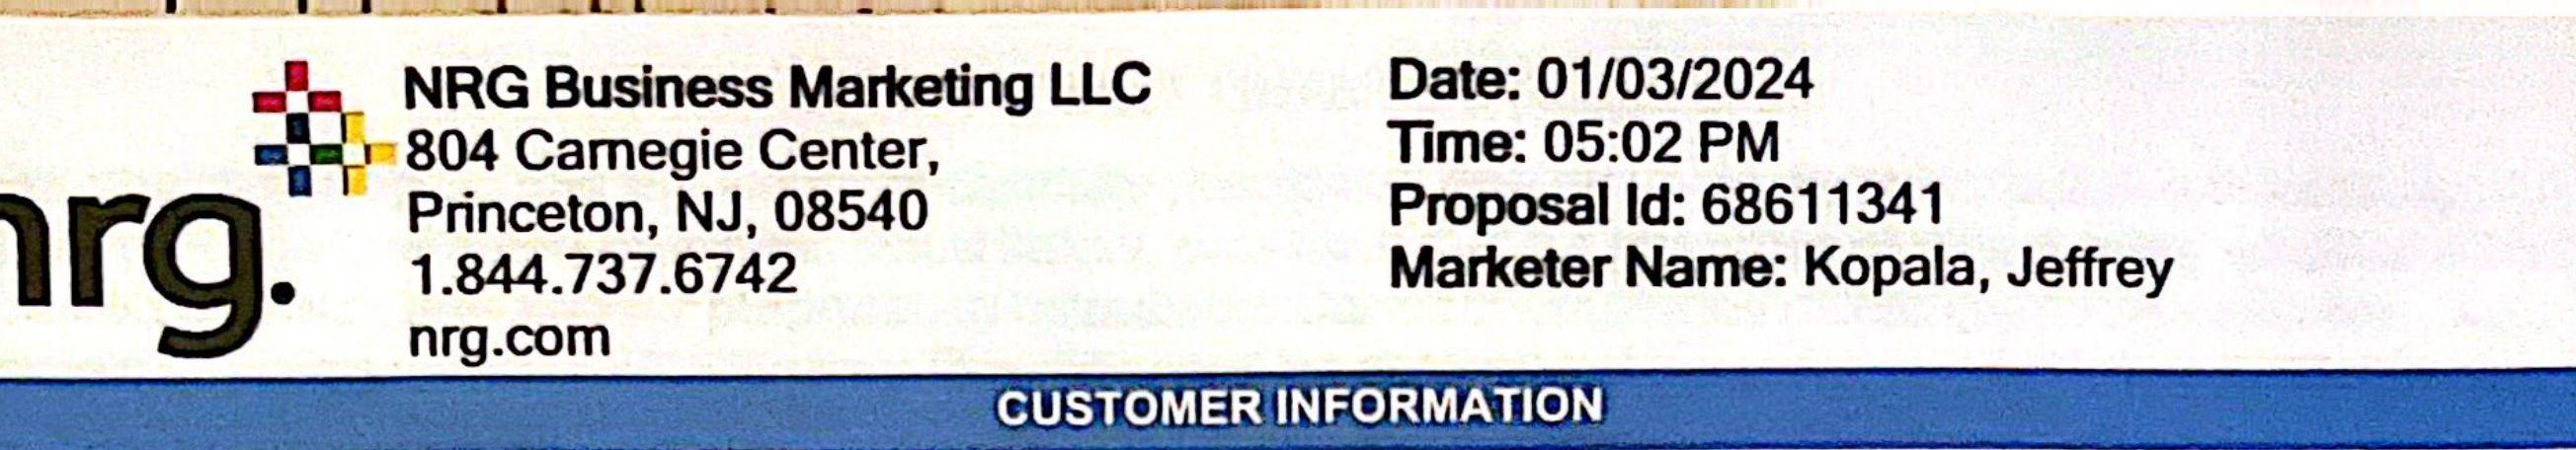 nrg.
NRG Business Marketing LLC
804 Carnegie Center,
Princeton, NJ, 08540
1.844.737.6742
nrg.com
Date: 01/03/2024
Time: 05:02 PM
Proposal Id: 68611341
Marketer Name: Kopala, Jeffrey
CUSTOMER INFORMATION